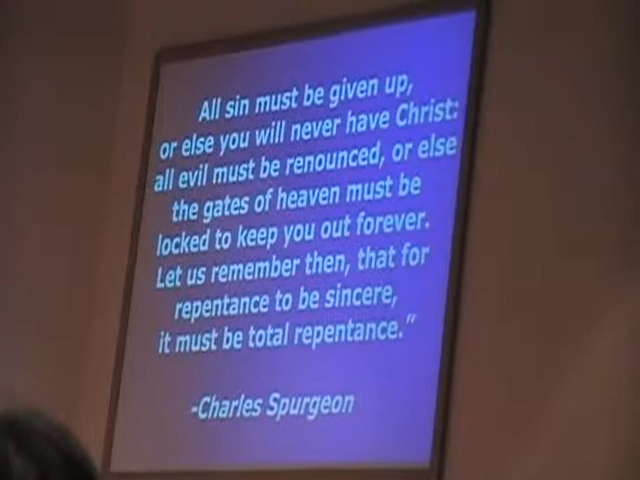 All sin must be given up,
or else you will never have Christ:
all evil must be renounced, or else
the gates of heaven must be
locked to keep you out forever.
Let us remember then, that for
repentance to be sincere,
it must be total repentance.”
-Charles Spurgeon